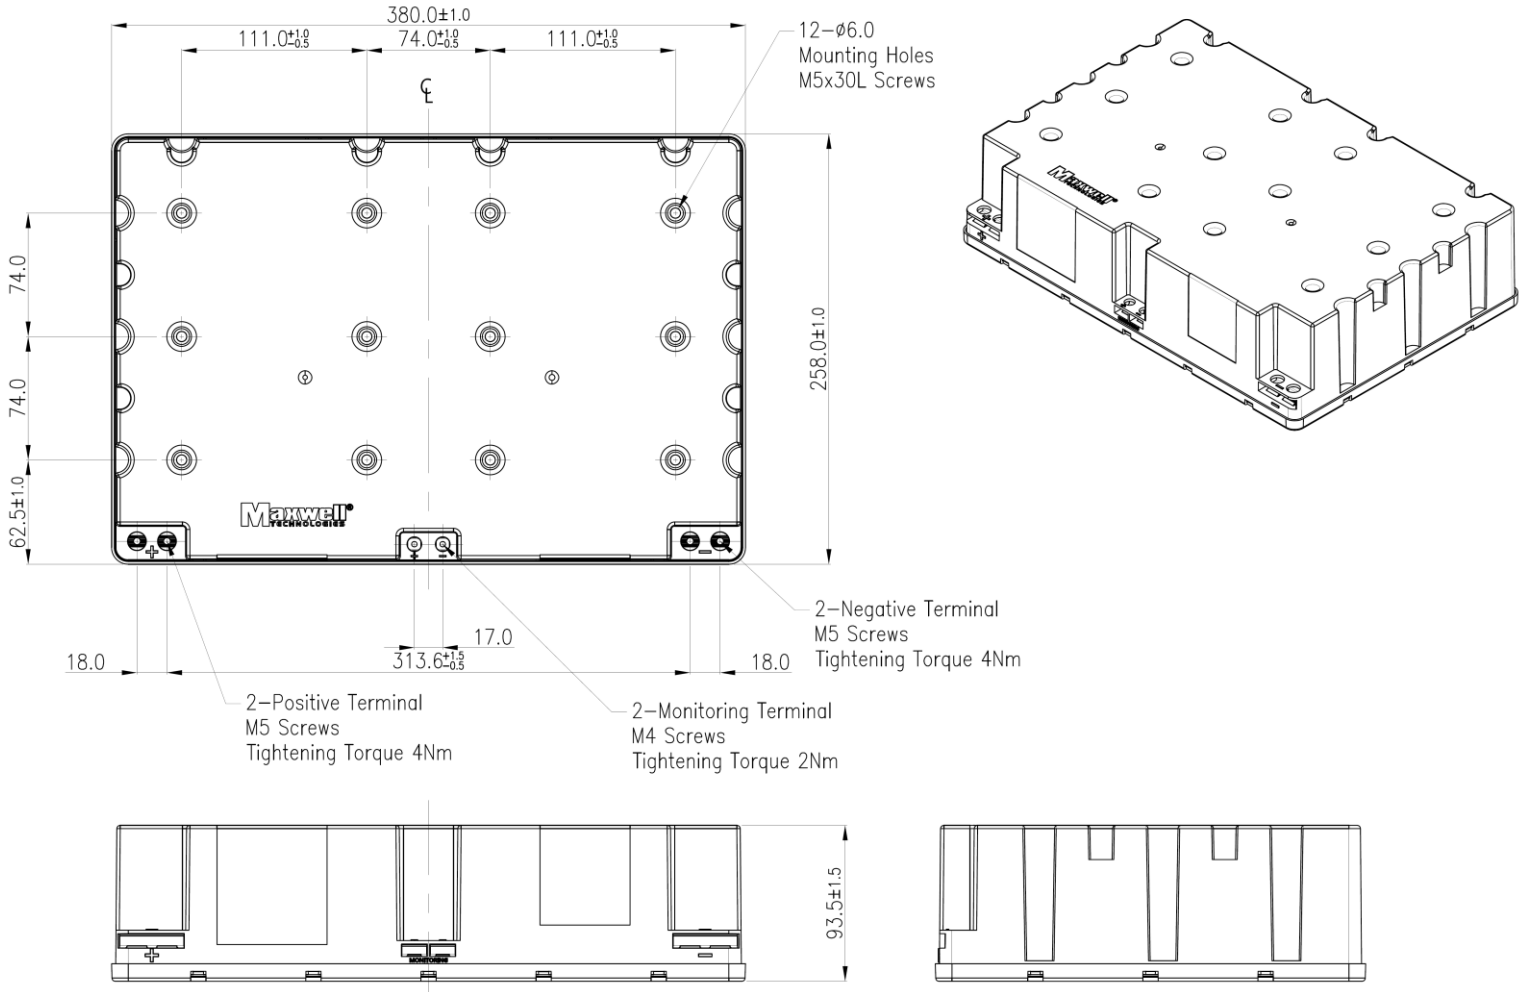 380.0±1.0
111.0+1.0-0.5
74.0+1.0-0.5
111.0+1.0-0.5
℄
12-ø6.0
Mounting Holes
M5x30L Screws
Maxwell®
74.0
74.0
62.5±1.0
258.0±1.0
Maxwell®
TECHNOLOGIES
+
-
+
-
+
-
+
-
2-Negative Terminal
M5 Screws
Tightening Torque 4Nm
17.0
18.0
313.6+1.5-0.5
18.0
2-Positive Terminal
M5 Screws
Tightening Torque 4Nm
2-Monitoring Terminal
M4 Screws
Tightening Torque 2Nm
93.5±1.5
+
MONITORING
-